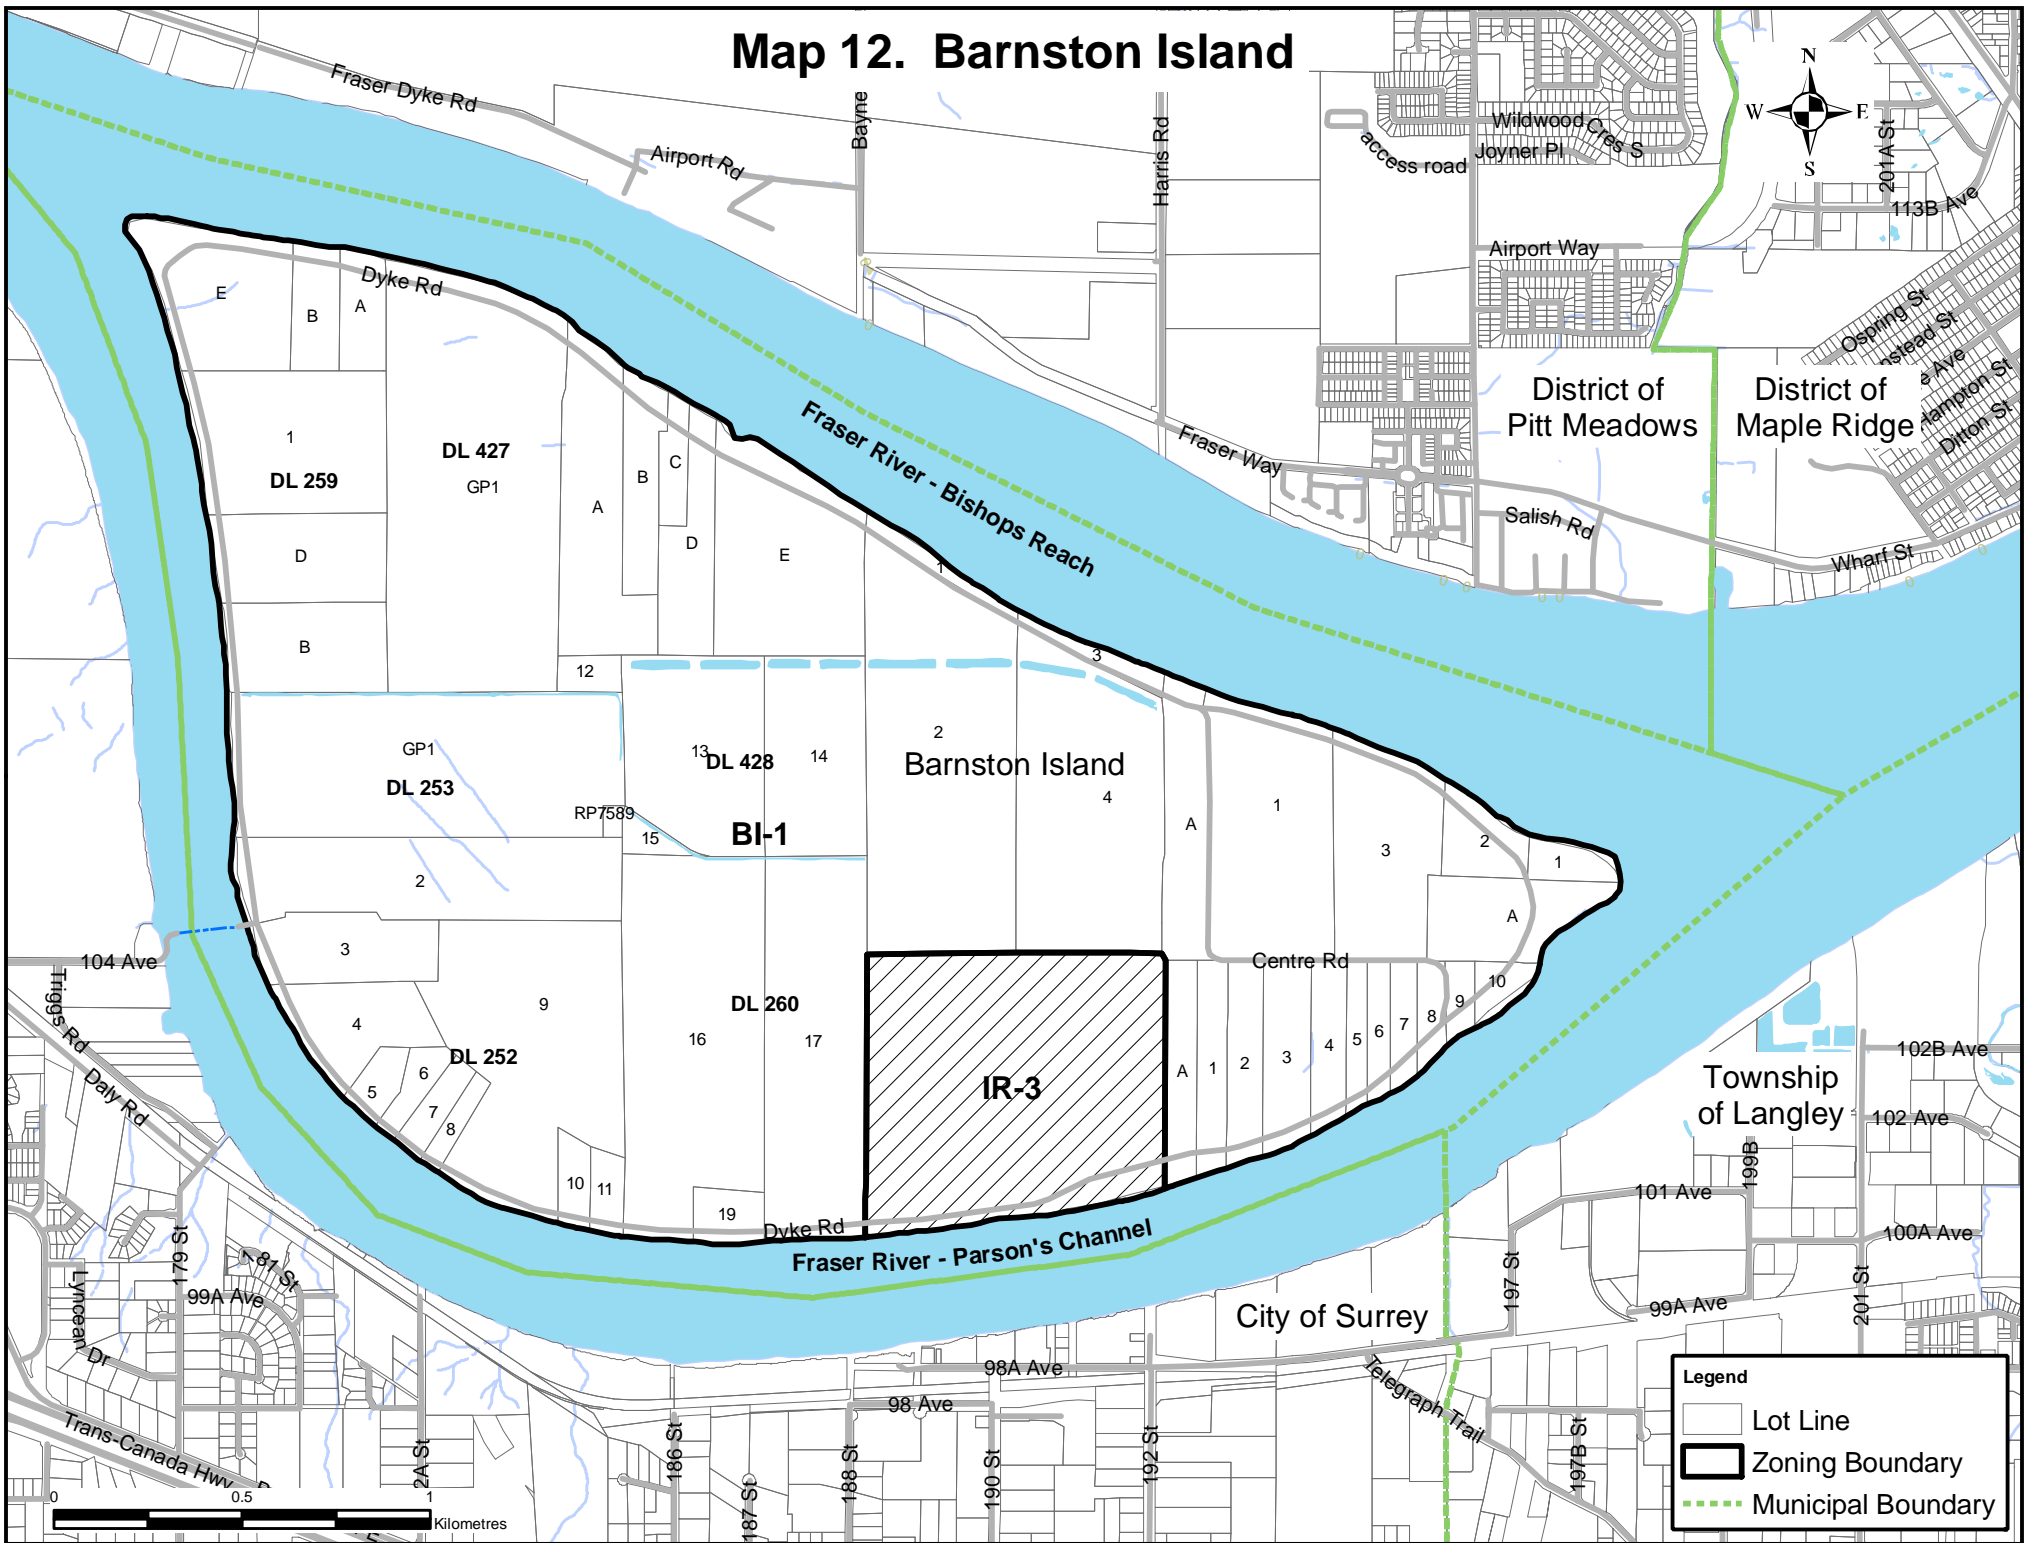 Map 12.  Barnston Island
Fraser Dyke Rd
Airport Rd
Bayne
Harris Rd
access road
Wildwood Cres S
Joyner Pl
N
W
E
S
201A St
113B Ave
Airport Way
Ospring St
nstead St
e Ave
Hampton St
Ditton St
District of
Pitt Meadows
District of
Maple Ridge
Fraser Way
Salish Rd
Wharf St
Fraser River - Bishops Reach
Dyke Rd
E
B
A
1
DL 259
DL 427
GP1
A
B
C
D
E
D
B
12
1
3
GP1
DL 253
RP7589
13
DL 428
14
15
BI-1
2
Barnston Island
4
A
1
3
2
1
A
2
3
4
5
6
7
8
DL 252
9
10
11
DL 260
16
17
19
IR-3
Centre Rd
A
1
2
3
4
5
6
7
8
9
10
Dyke Rd
Fraser River - Parson's Channel
104 Ave
Triggs Rd
Daly Rd
179 St
181 St
99A Ave
Lyncean Dr
Trans-Canada Hwy
2A St
186 St
187 St
188 St
190 St
192 St
98A Ave
98 Ave
City of Surrey
Telegraph Trail
197 St
197B St
99A Ave
101 Ave
199B
Township
of Langley
102B Ave
102 Ave
100A Ave
201 St
0
0.5
1
Kilometres
Legend
Lot Line
Zoning Boundary
Municipal Boundary